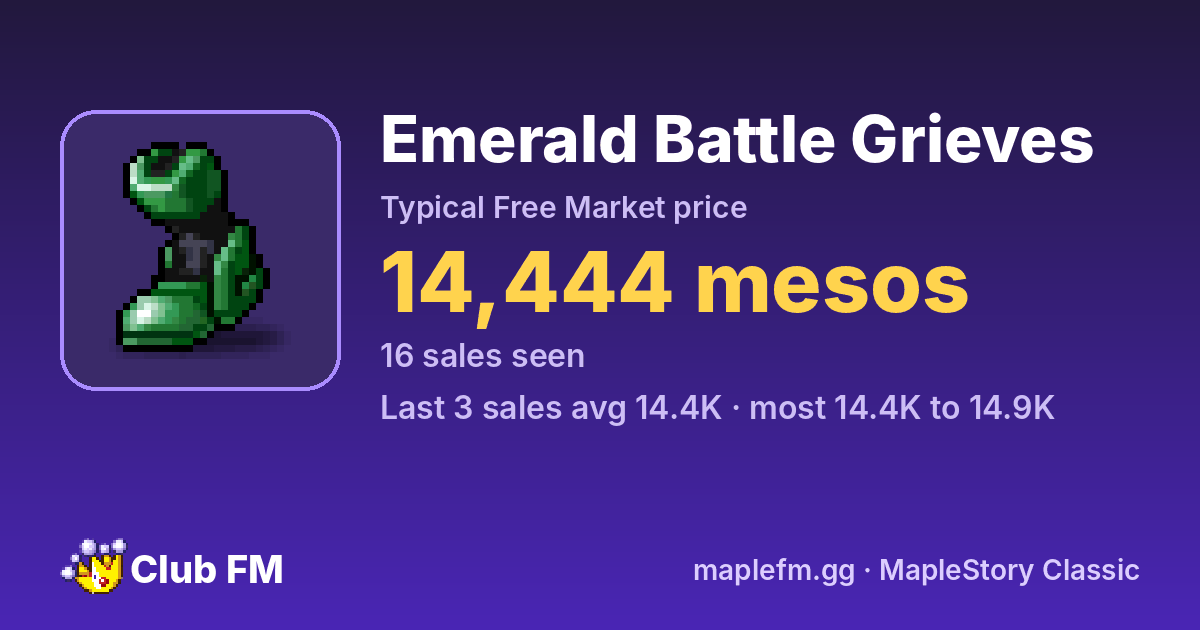 Emerald Battle Grieves
Typical Free Market price
14,444 mesos
16 sales seen
Last 3 sales avg 14.4K · most 14.4K to 14.9K
Club FM
maplefm.gg · MapleStory Classic